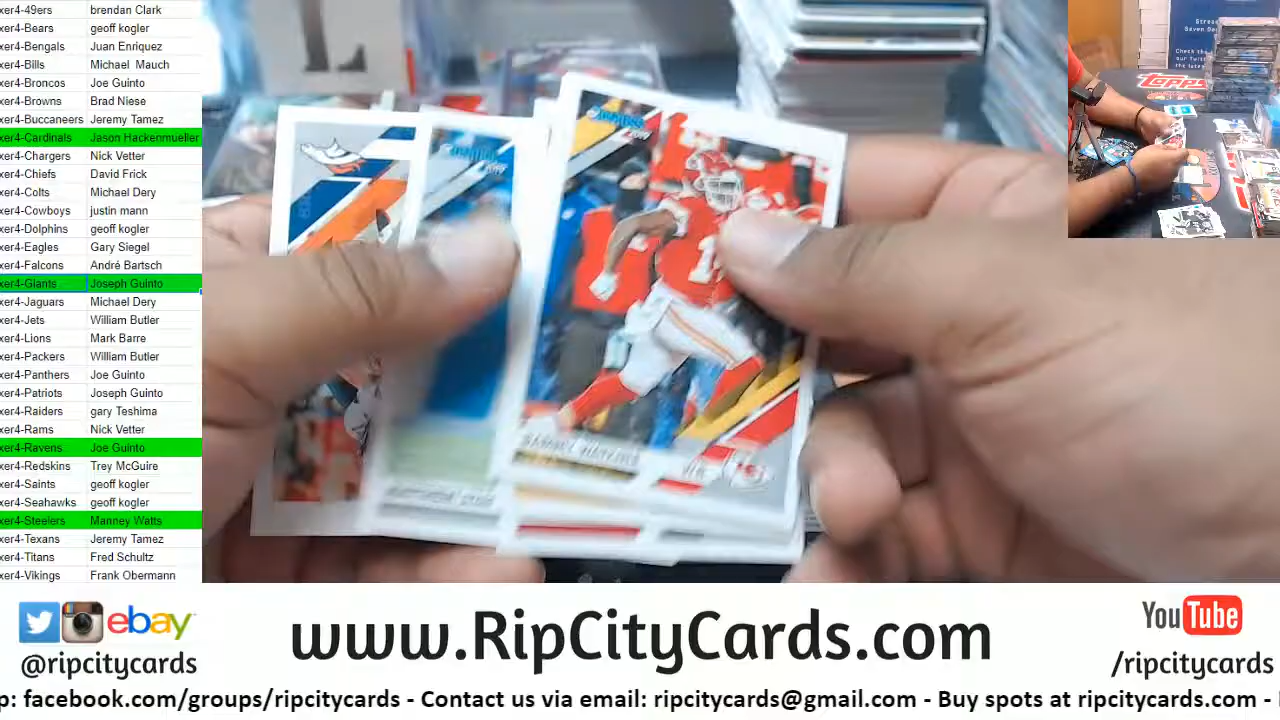 xer4-49ers brendan Clark
xer4-Bears geoff kogler
xer4-Bengals Juan Enriquez
xer4-Bills Michael Mauch
xer4-Broncos Joe Guinto
xer4-Browns Brad Niese
xer4-Buccaneers Jeremy Tamez
xer4-Cardinals Jason Hackenmueller
xer4-Chargers Nick Vetter
xer4-Chiefs David Frick
xer4-Colts Michael Dery
xer4-Cowboys justin mann
xer4-Dolphins geoff kogler
xer4-Eagles Gary Siegel
xer4-Falcons André Bartsch
xer4-Giants Joseph Guinto
xer4-Jaguars Michael Dery
xer4-Jets William Butler
xer4-Lions Mark Barre
xer4-Packers William Butler
xer4-Panthers Joe Guinto
xer4-Patriots Joseph Guinto
xer4-Raiders gary Teshima
xer4-Rams Nick Vetter
xer4-Ravens Joe Guinto
xer4-Redskins Trey McGuire
xer4-Saints geoff kogler
xer4-Seahawks geoff kogler
xer4-Steelers Manney Watts
xer4-Texans Jeremy Tamez
xer4-Titans Fred Schultz
xer4-Vikings Frank Obermann
SAMMY WATKINS
MATTHEW
TOPPS
Check the
ebay
@ripcitycards
www.RipCityCards.com
YouTube
/ripcitycards
p: facebook.com/groups/ripcitycards - Contact us via email: ripcitycards@gmail.com - Buy spots at ripcitycards.com -